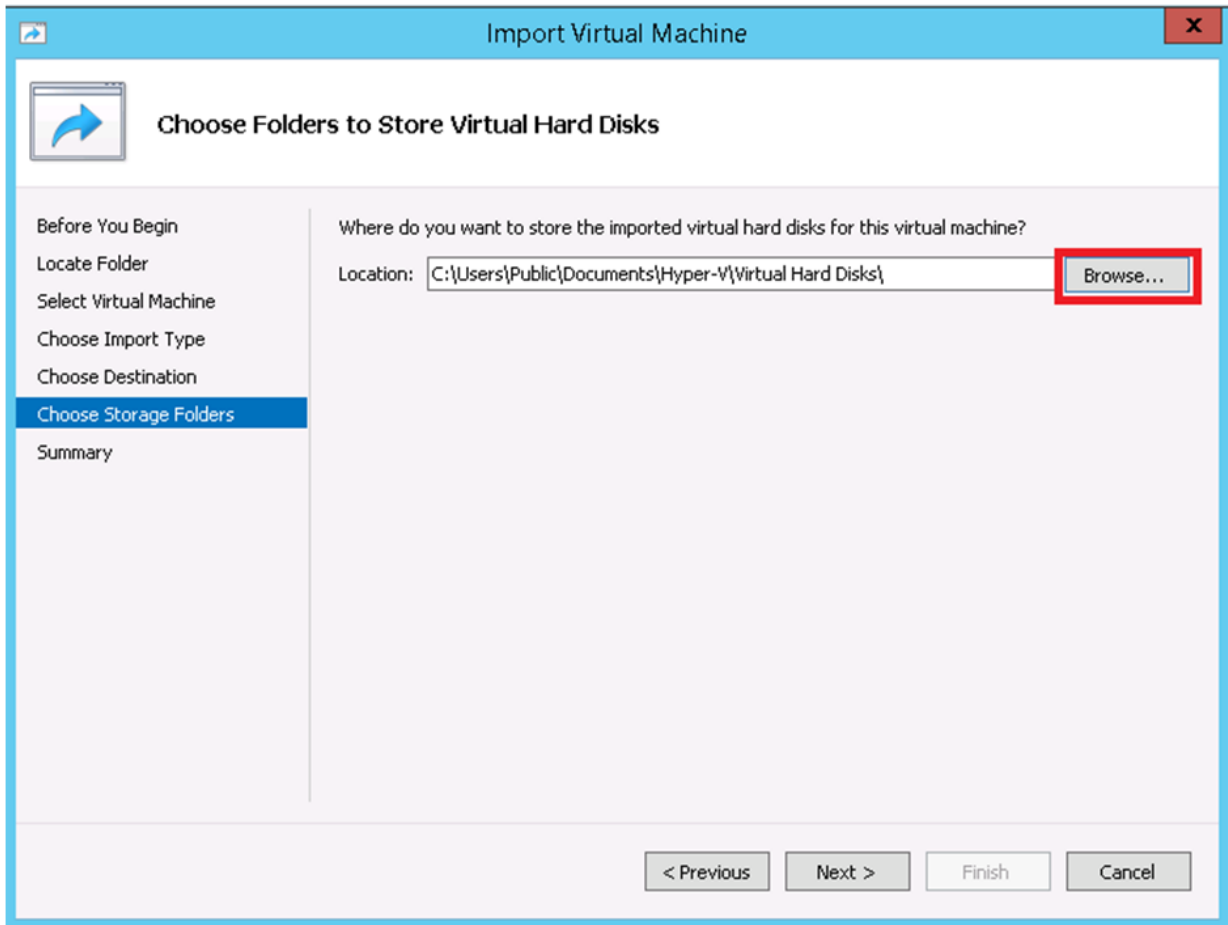 Import Virtual Machine
x
Choose Folders to Store Virtual Hard Disks
Before You Begin
Locate Folder
Select Virtual Machine
Choose Import Type
Choose Destination
Choose Storage Folders
Summary
Where do you want to store the imported virtual hard disks for this virtual machine?
Location: C:\Users\Public\Documents\Hyper-V\Virtual Hard Disks\ Browse...
< Previous Next > Finish Cancel